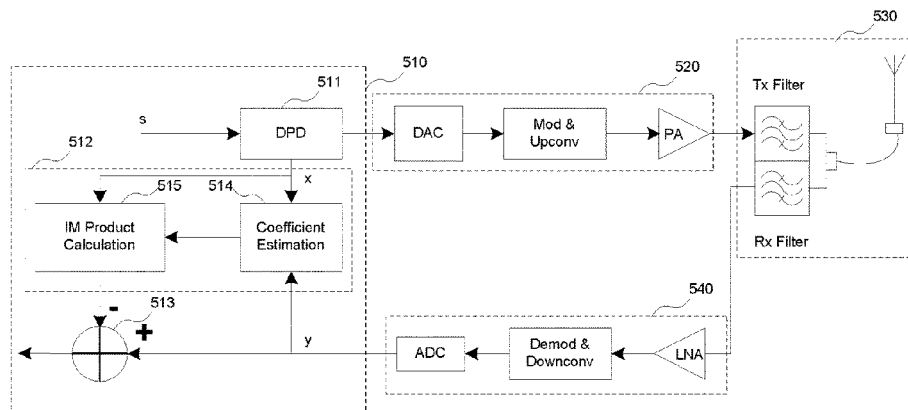 530
511
510
520
Tx Filter
s
DPD
DAC
Mod &
Upconv
PA
512
x
515
514
IM Product
Calculation
Coefficient
Estimation
Rx Filter
-
513
+
y
540
ADC
Demod &
Downconv
LNA